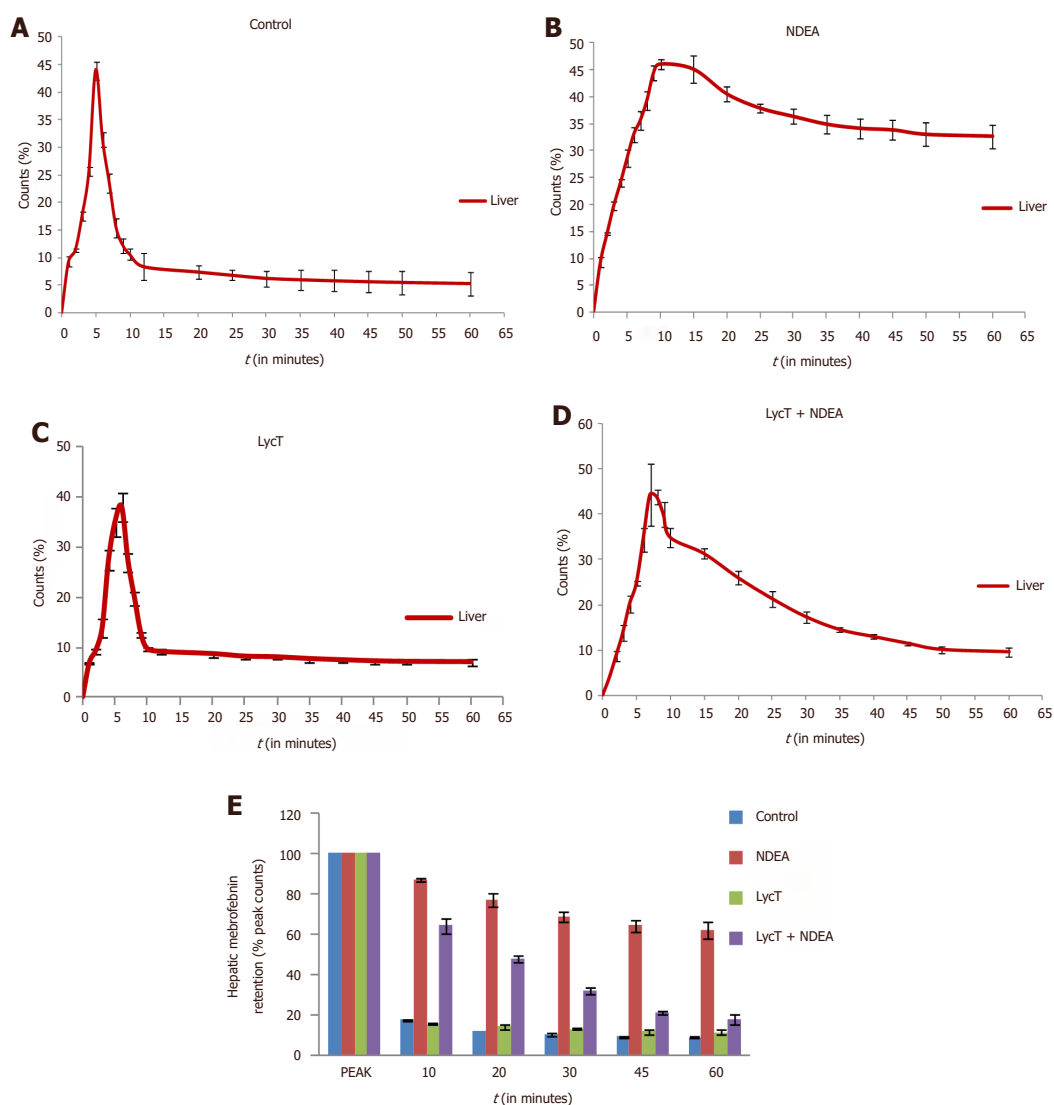 A
Control
50
45
40
35
30
25
20
15
10
5
0
Counts (%)
Liver
0 5 10 15 20 25 30 35 40 45 50 55 60 65
t (in minutes)
B
NDEA
50
45
40
35
30
25
20
15
10
5
0
Counts (%)
Liver
0 5 10 15 20 25 30 35 40 45 50 55 60 65
t (in minutes)
C
LycT
50
40
30
20
10
0
Counts (%)
Liver
0 5 10 15 20 25 30 35 40 45 50 55 60 65
t (in minutes)
D
LycT + NDEA
60
50
40
30
20
10
0
Counts (%)
Liver
0 5 10 15 20 25 30 35 40 45 50 55 60 65
t (in minutes)
E
120
100
80
60
40
20
0
Hepatic mebrofebnin
retention (% peak counts)
Control
NDEA
LycT
LycT + NDEA
PEAK 10 20 30 45 60
t (in minutes)